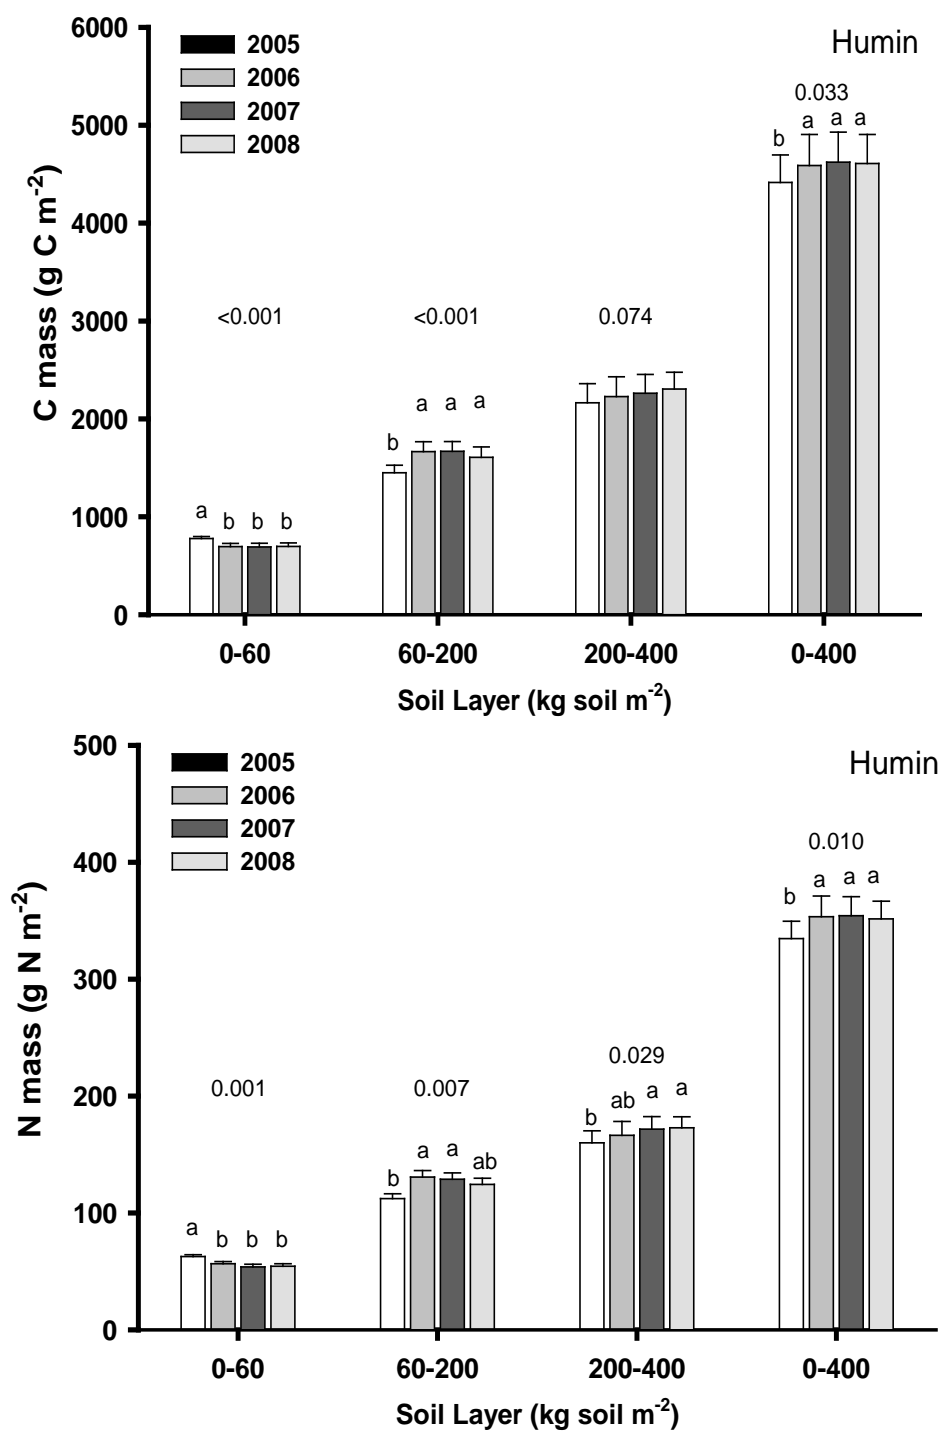 6000
Humin
2005
2006
0.033
5000
2007
a a a
b
2008
4000
C mass (g C m-2)
3000
<0.001
<0.001
0.074
2000
a a a
b
1000
a
b b b
0
0-60
60-200
200-400
0-400
Soil Layer (kg soil m-2)
500
2005
Humin
2006
2007
0.010
400
2008
a a a
b
N mass (g N m-2)
300
0.029
200
0.001
0.007
b ab a a
a a ab
b
100
a
b b b
0
0-60
60-200
200-400
0-400
Soil Layer (kg soil m-2)